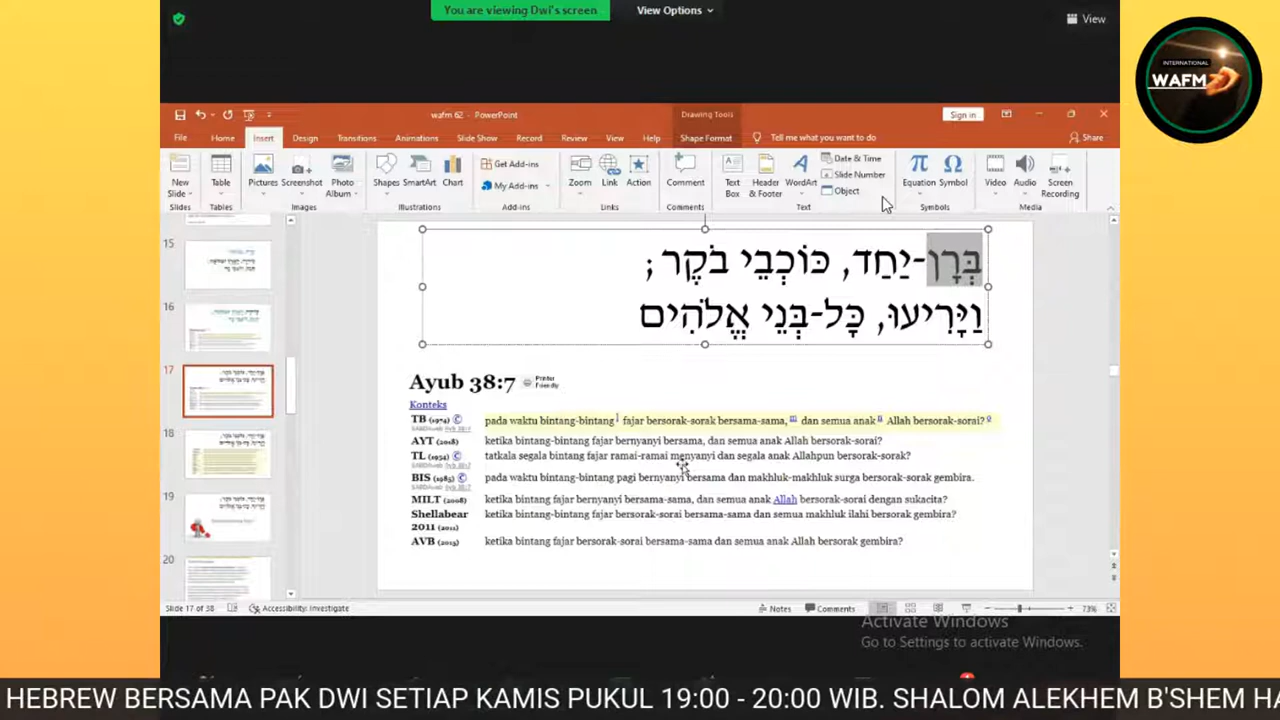 You are viewing Dwi's screen
View Options
View
INTERNATIONAL
WAFM
wafm 62 - PowerPoint
Drawing Tools
Sign in
File Home Insert Design Transitions Animations Slide Show Record Review View Help Shape Format Tell me what you want to do Share
New Slide
Table
Pictures
Screenshot
Photo Album
Shapes
SmartArt
Chart
Get Add-ins
My Add-ins
Zoom
Link
Action
Comment
Text Box
Header & Footer
WordArt
Date & Time
Slide Number
Object
Equation
Symbol
Video
Audio
Screen Recording
Slides Tables Images Illustrations Add-ins Links Comments Text Symbols Media
בְּרָן-יַחַד, כּוֹכְבֵי בֹקֶר;
וַיָּרִיעוּ, כָּל-בְּנֵי אֱלֹהִים
Ayub 38:7 Printer Friendly
Konteks
TB (1974) © pada waktu bintang-bintang l fajar bersorak-sorak bersama-sama, m dan semua anak n Allah bersorak-sorai? o
AYT (2018) ketika bintang-bintang fajar bernyanyi bersama, dan semua anak Allah bersorak-sorai?
TL (1954) © tatkala segala bintang fajar ramai-ramai menyanyi dan segala anak Allahpun bersorak-sorak?
BIS (1985) © pada waktu bintang-bintang pagi bernyanyi bersama dan makhluk-makhluk surga bersorak-sorak gembira.
MILT (2008) ketika bintang fajar bernyanyi bersama-sama, dan semua anak Allah bersorak-sorai dengan sukacita?
Shellabear 2011 (2011) ketika bintang-bintang fajar bersorak-sorai bersama-sama dan semua makhluk ilahi bersorak gembira?
AVB (2015) ketika bintang fajar bersorak-sorai bersama-sama dan semua anak Allah bersorak gembira?
15
16
17
18
19
20
Slide 17 of 38
Accessibility: Investigate
Notes
Comments
73%
Activate Windows
Go to Settings to activate Windows.
HEBREW BERSAMA PAK DWI SETIAP KAMIS PUKUL 19:00 - 20:00 WIB. SHALOM ALEKHEM B'SHEM HA